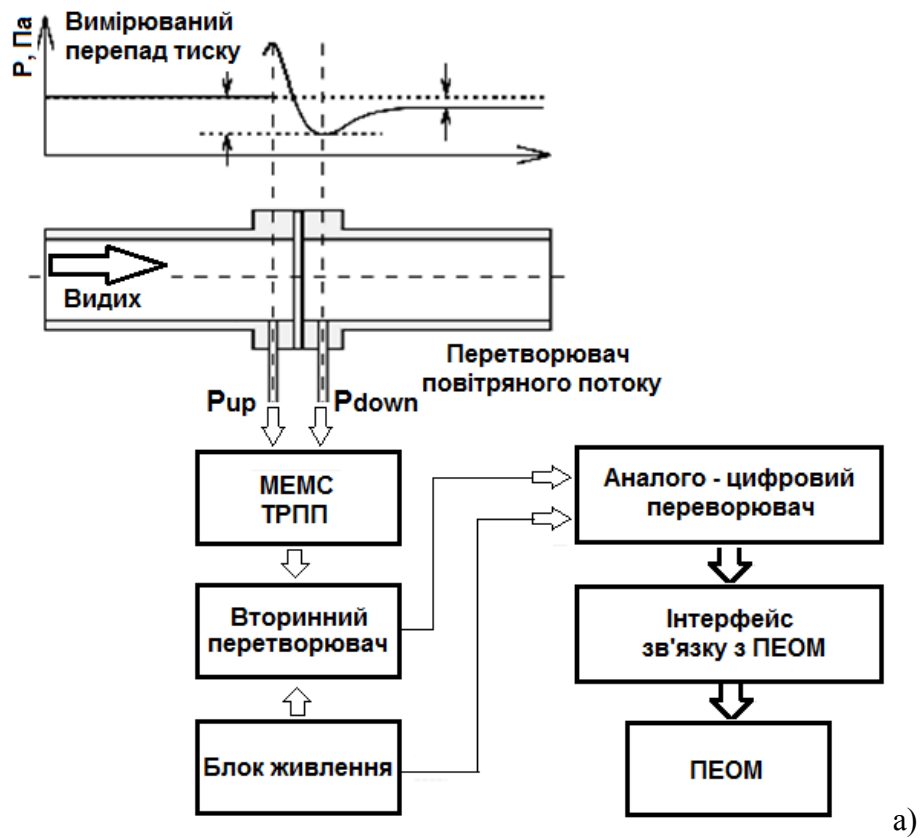 Вимірюваний
перепад тиску
P, Па
Видих
Перетворювач
повітряного потоку
Pup
Pdown
МЕМС
ТРПП
Аналого - цифровий
переворювач
Вторинний
перетворювач
Інтерфейс
зв'язку з ПЕОМ
Блок живлення
ПЕОМ
а)